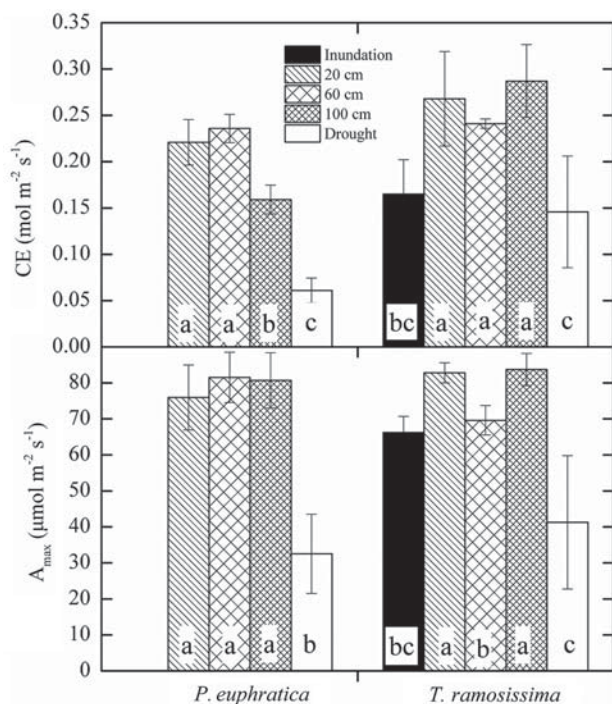 0.35
0.30
0.25
0.20
0.15
0.10
0.05
0.00
CE (mol m⁻² s⁻¹)
Inundation
20 cm
60 cm
100 cm
Drought
a a b c bc a a a c
80
70
60
50
40
30
20
10
0
A_max (μmol m⁻² s⁻¹)
a a a b bc a b a c
P. euphratica T. ramosissima